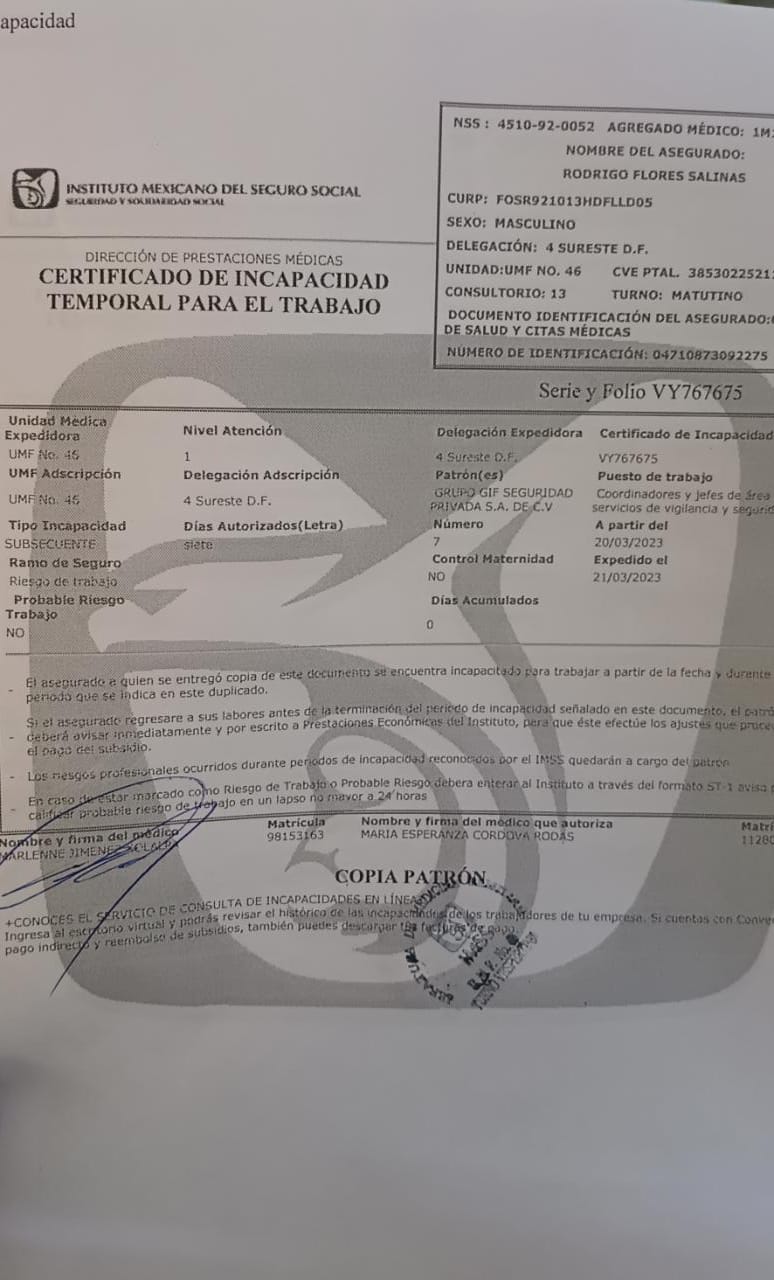 apacidad
NSS : 4510-92-0052 AGREGADO MÉDICO: 1M
NOMBRE DEL ASEGURADO:
RODRIGO FLORES SALINAS
CURP: FOSR921013HDFLLD05
SEXO: MASCULINO
DELEGACIÓN: 4 SURESTE D.F.
UNIDAD:UMF NO. 46 CVE PTAL. 3853022521
CONSULTORIO: 13 TURNO: MATUTINO
DOCUMENTO IDENTIFICACIÓN DEL ASEGURADO:
DE SALUD Y CITAS MÉDICAS
NÚMERO DE IDENTIFICACIÓN: 04710873092275
INSTITUTO MEXICANO DEL SEGURO SOCIAL
SEGURIDAD Y SOLIDARIDAD SOCIAL
DIRECCIÓN DE PRESTACIONES MÉDICAS
CERTIFICADO DE INCAPACIDAD
TEMPORAL PARA EL TRABAJO
Serie y Folio VY767675
Unidad Médica Expedidora Nivel Atención Delegación Expedidora Certificado de Incapacidad
UMF No. 46 1 4 Sureste D.F. VY767675
UMF Adscripción Delegación Adscripción Patrón(es) Puesto de trabajo
UMF No. 46 4 Sureste D.F. GRUPO GIF SEGURIDAD PRIVADA S.A. DE C.V Coordinadores y jefes de área servicios de vigilancia y segurid
Tipo Incapacidad Días Autorizados(Letra) Número A partir del
SUBSECUENTE siete 7 20/03/2023
Ramo de Seguro Control Maternidad Expedido el
Riesgo de trabajo NO 21/03/2023
Probable Riesgo Trabajo Días Acumulados
NO 0
- El asegurado a quien se entregó copia de este documento se encuentra incapacitado para trabajar a partir de la fecha y durante
periodo que se indica en este duplicado.
Si el asegurado regresare a sus labores antes de la terminación del periodo de incapacidad señalado en este documento, el patró
- deberá avisar inmediatamente y por escrito a Prestaciones Económicas del Instituto, para que éste efectúe los ajustes que proce
el pago del subsidio.
- Los riesgos profesionales ocurridos durante periodos de incapacidad reconocidos por el IMSS quedarán a cargo del patrón
- En caso de estar marcado como Riesgo de Trabajo o Probable Riesgo debera enterar al Instituto a través del formato ST-1 aviso
calificar probable riesgo de trabajo en un lapso no mayor a 24 horas
Nombre y firma del médico Matrícula Nombre y firma del médico que autoriza Matrí
MARLENNE JIMENEZ 98153163 MARIA ESPERANZA CORDOVA RODAS 11280
COPIA PATRÓN
+CONOCES EL SERVICIO DE CONSULTA DE INCAPACIDADES EN LÍNEA
Ingresa al escritorio virtual y podrás revisar el histórico de las incapacidades de los trabajadores de tu empresa. Si cuentas con Conve
pago indirecto y reembolso de subsidios, también puedes descargar tus facturas de pago.